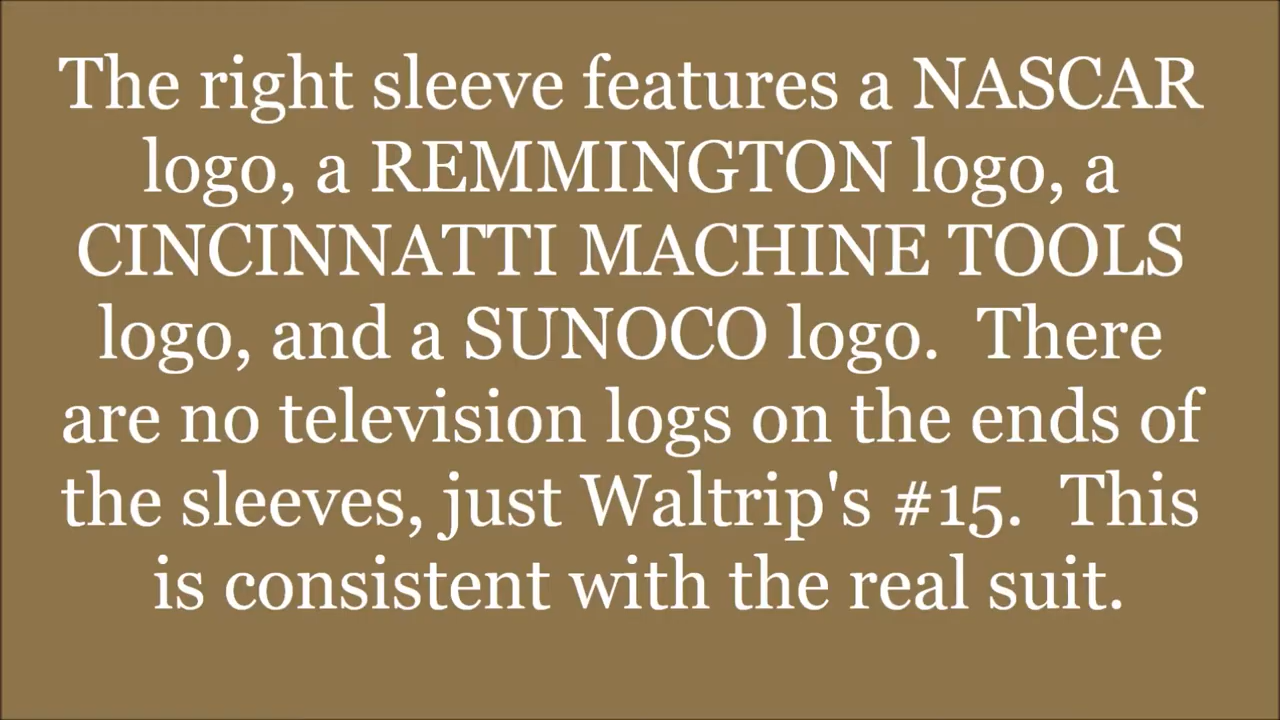 The right sleeve features a NASCAR
logo, a REMMINGTON logo, a
CINCINNATTI MACHINE TOOLS
logo, and a SUNOCO logo.  There
are no television logs on the ends of
the sleeves, just Waltrip's #15.  This
is consistent with the real suit.